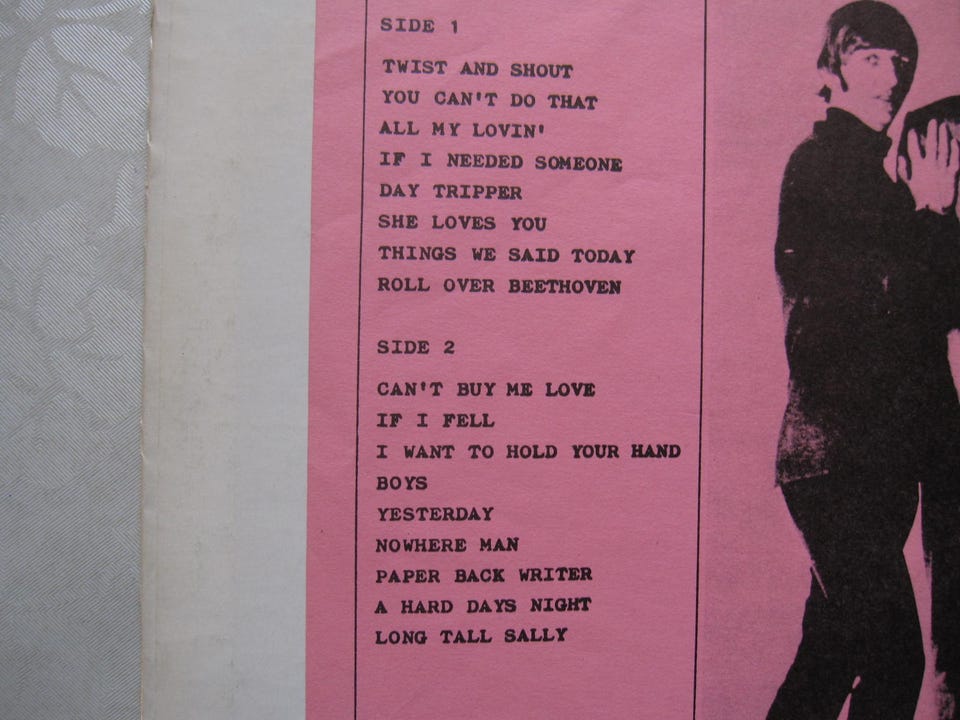 SIDE 1
TWIST AND SHOUT
YOU CAN'T DO THAT
ALL MY LOVIN'
IF I NEEDED SOMEONE
DAY TRIPPER
SHE LOVES YOU
THINGS WE SAID TODAY
ROLL OVER BEETHOVEN
SIDE 2
CAN'T BUY ME LOVE
IF I FELL
I WANT TO HOLD YOUR HAND
BOYS
YESTERDAY
NOWHERE MAN
PAPER BACK WRITER
A HARD DAYS NIGHT
LONG TALL SALLY